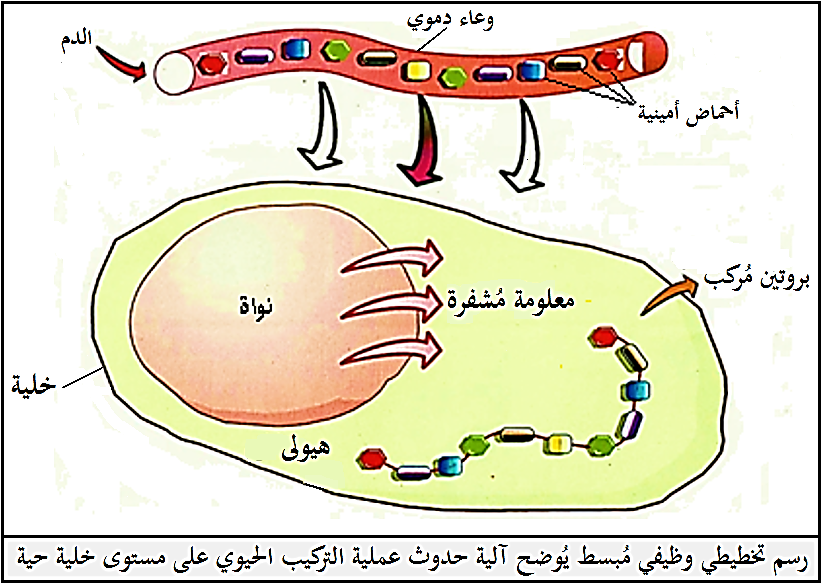 وعاء دموي
الدم
أحماض أمينية
بروتين مُركب
معلومة مُشفرة
نواة
خلية
هيولى
رسم تخطيطي وظيفي مُبسط يُوضح آلية حدوث عملية التركيب الحيوي على مستوى خلية حية